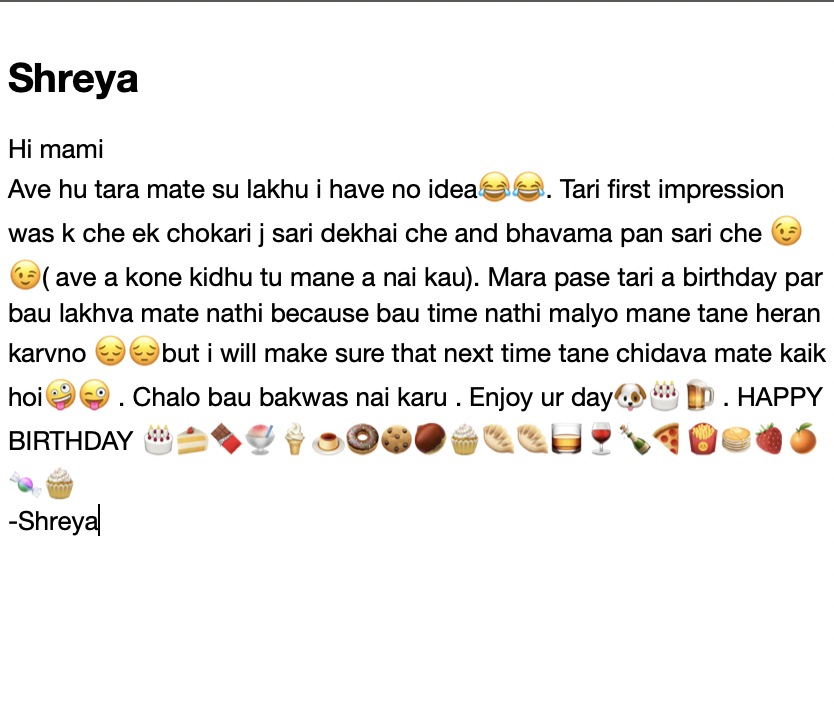 Shreya
Hi mami
Ave hu tara mate su lakhu i have no idea😂😂. Tari first impression
was k che ek chokari j sari dekhai che and bhavama pan sari che 😉
😉( ave a kone kidhu tu mane a nai kau). Mara pase tari a birthday par
bau lakhva mate nathi because bau time nathi malyo mane tane heran
karvno 😔😔but i will make sure that next time tane chidava mate kaik
hoi🤪😜 . Chalo bau bakwas nai karu . Enjoy ur day🐶🎂🍺 . HAPPY
BIRTHDAY 🎂🍰🍫🍧🍦🍮🍩🍪🌰🧁🥟🥟🥃🍷🍾🍕🍟🥞🍓🍊
🍬🧁
-Shreya